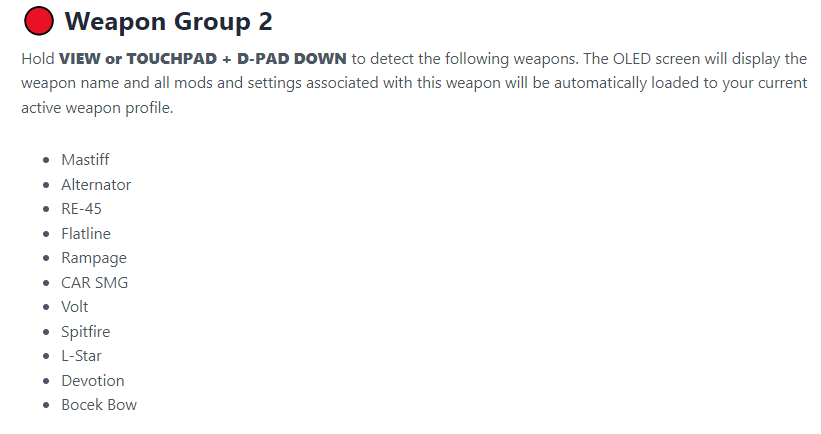 Weapon Group 2
Hold VIEW or TOUCHPAD + D-PAD DOWN to detect the following weapons. The OLED screen will display the
weapon name and all mods and settings associated with this weapon will be automatically loaded to your current
active weapon profile.
• Mastiff
• Alternator
• RE-45
• Flatline
• Rampage
• CAR SMG
• Volt
• Spitfire
• L-Star
• Devotion
• Bocek Bow